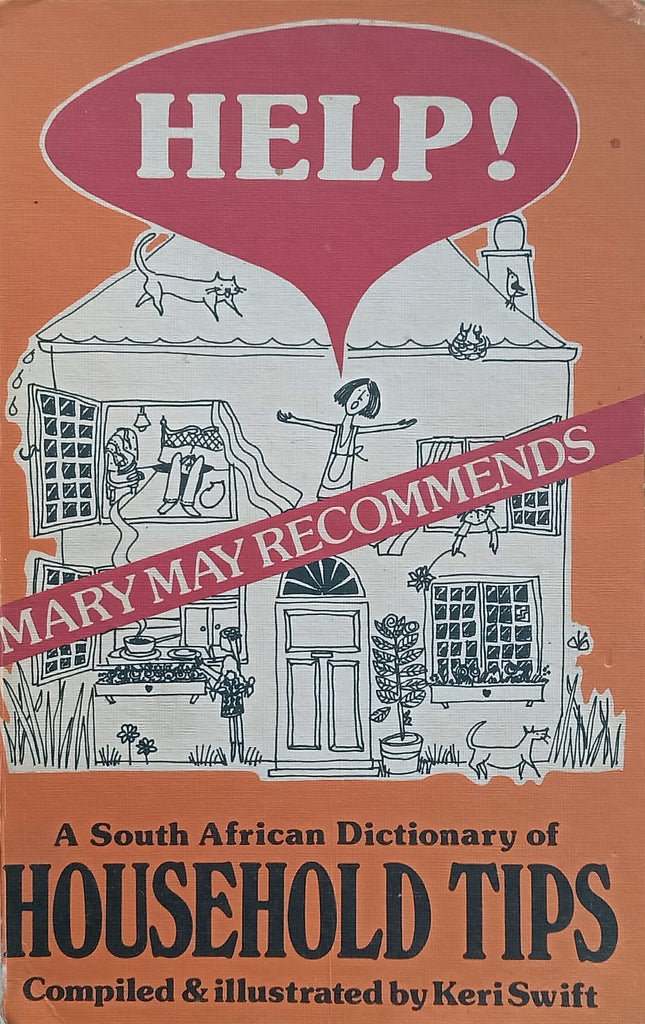 HELP!
MARY MAY RECOMMENDS
A South African Dictionary of
HOUSEHOLD TIPS
Compiled & illustrated by Keri Swift